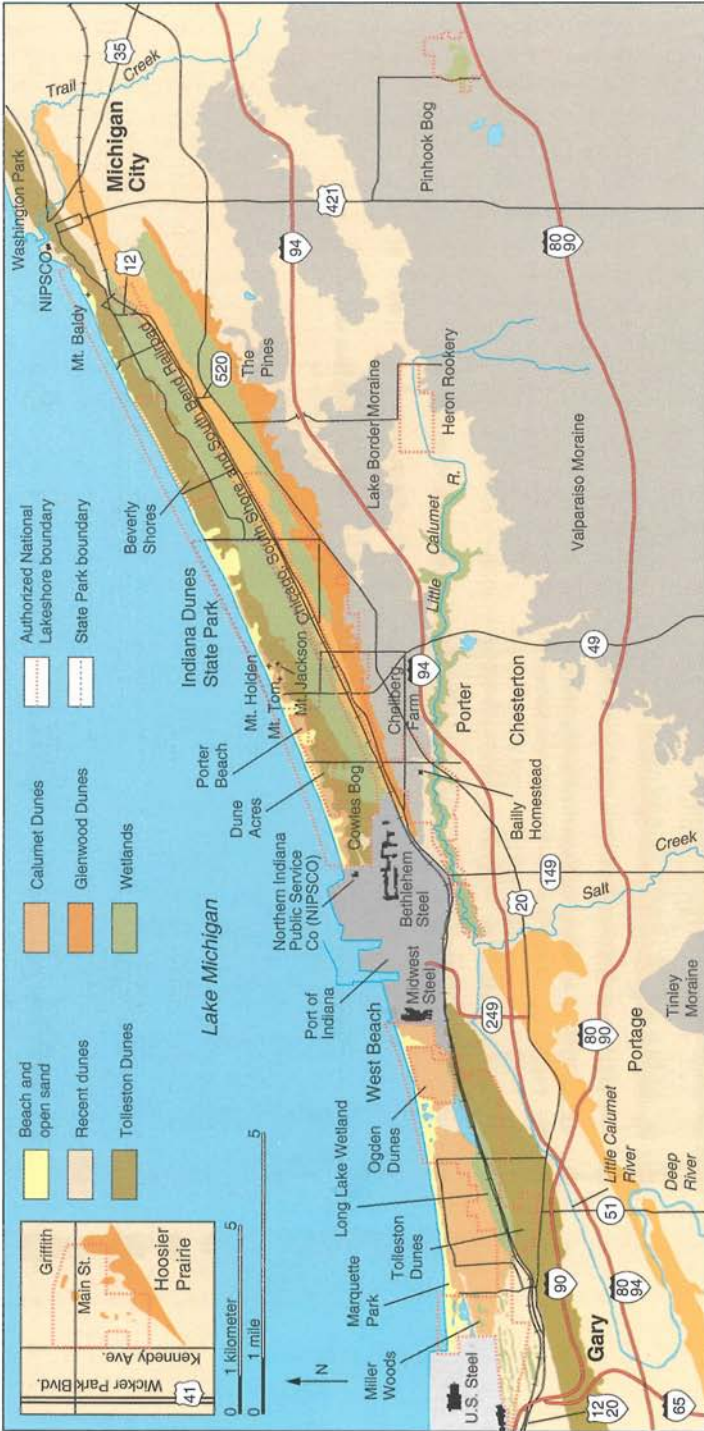 Griffith
Main St.
Hoosier
Prairie
Kennedy Ave.
Wicker Park Blvd.
41
0 1 kilometer 5
0 1 mile 5
N
Beach and
open sand
Recent dunes
Tolleston Dunes
Calumet Dunes
Glenwood Dunes
Wetlands
Authorized National
Lakeshore boundary
State Park boundary
Lake Michigan
Washington Park
NIPSCO
Mt. Baldy
Trail
Creek
35
Michigan
City
12
421
Beverly
Shores
Chicago, South Shore and South Bend Railroad
520
The
Pines
94
Pinhook Bog
80
90
Indiana Dunes
State Park
Mt. Holden
Mt. Tom
Mt. Jackson
Porter
Beach
Dune
Acres
Cowles Bog
Northern Indiana
Public Service
Co (NIPSCO)
Bethlehem
Steel
Port of
Indiana
Midwest
Steel
Chellberg
Farm
Lake Border Moraine
Heron Rookery
Little Calumet R.
94
Porter
Bailly
Homestead
Chesterton
49
Valparaiso Moraine
149
20
Salt Creek
West Beach
Ogden
Dunes
Long Lake Wetland
Tolleston
Dunes
Marquette
Park
Miller
Woods
U.S. Steel
249
80
90
Portage
Tinley
Moraine
Little Calumet
River
Deep
River
51
90
80
94
Gary
12
20
65